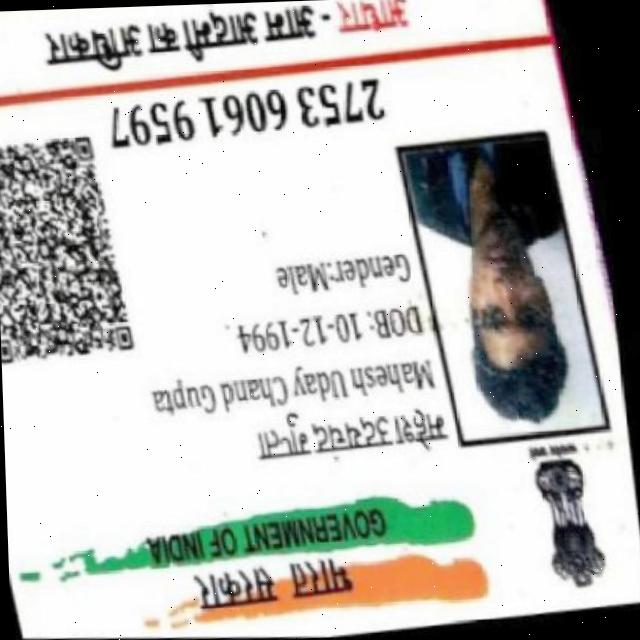 भारत सरकार
GOVERNMENT OF INDIA
महेश उदयचंद गुप्ता
Mahesh Uday Chand Gupta
DOB: 10-12-1994
Gender:Male
2753 6061 9597
आधार - आम आदमी का अधिकार